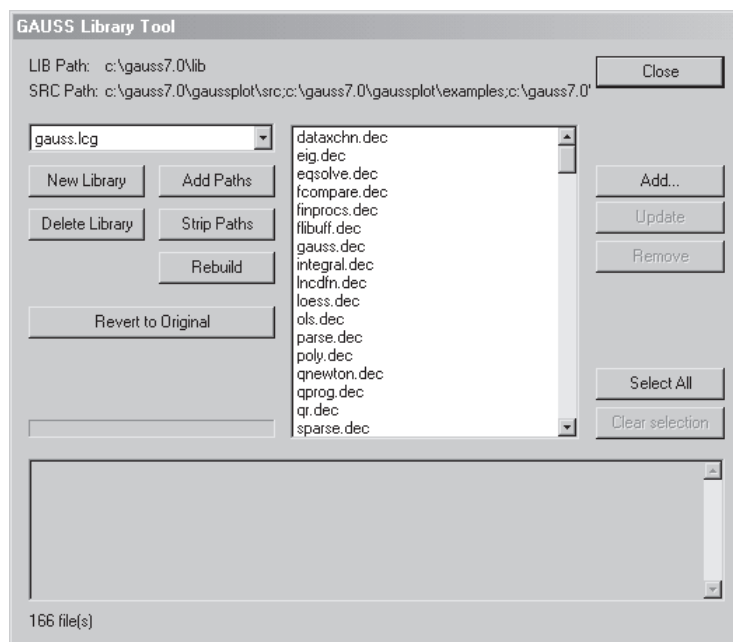 GAUSS Library Tool
LIB Path: c:\gauss7.0\lib
SRC Path: c:\gauss7.0\gaussplot\src;c:\gauss7.0\gaussplot\examples;c:\gauss7.0'
Close
gauss.lcg
New Library
Add Paths
Delete Library
Strip Paths
Rebuild
Revert to Original
dataxchn.dec
eig.dec
eqsolve.dec
fcompare.dec
finprocs.dec
flibuff.dec
gauss.dec
integral.dec
lncdfn.dec
loess.dec
ols.dec
parse.dec
poly.dec
qnewton.dec
qprog.dec
qr.dec
sparse.dec
Add...
Update
Remove
Select All
Clear selection
166 file(s)